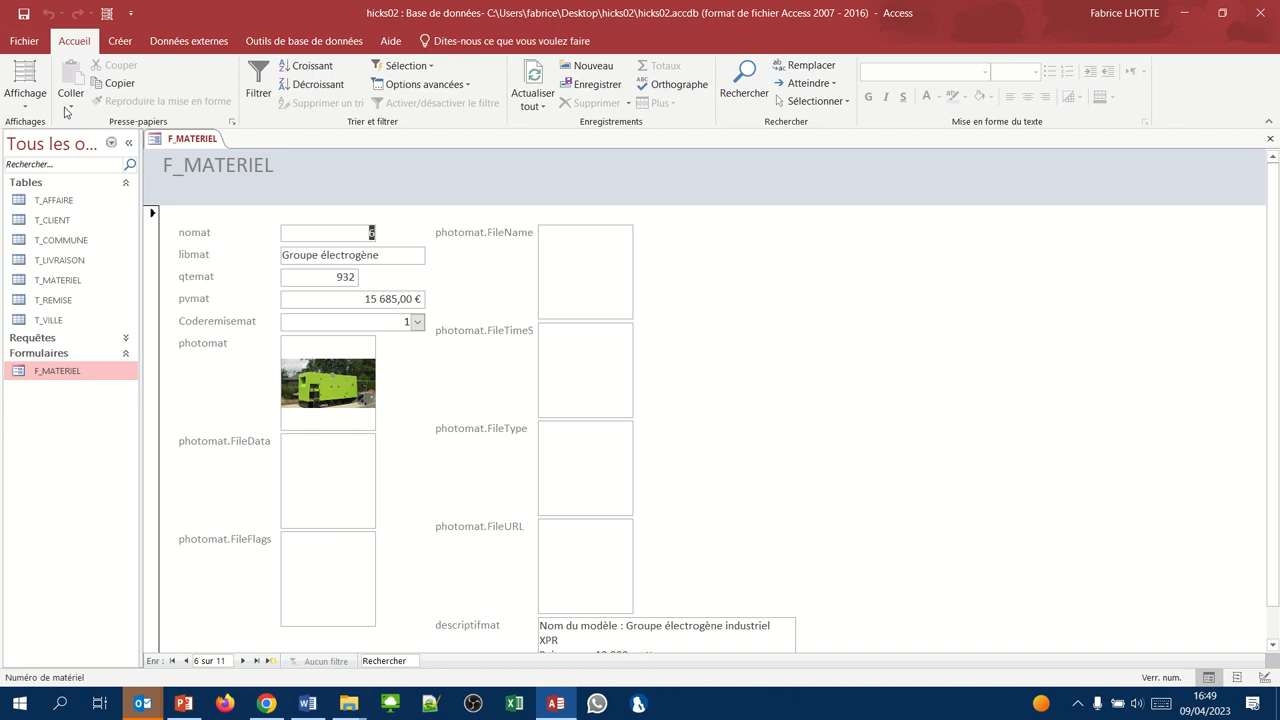 hicks02 : Base de données- C:\Users\fabrice\Desktop\hicks02\hicks02.accdb (format de fichier Access 2007 - 2016) - Access
Fabrice LHOTTE
Fichier Accueil Créer Données externes Outils de base de données Aide Dites-nous ce que vous voulez faire
Affichage
Affichages
Coller
Couper
Copier
Reproduire la mise en forme
Presse-papiers
Filtrer
Croissant
Décroissant
Supprimer un tri
Sélection
Options avancées
Activer/désactiver le filtre
Trier et filtrer
Actualiser
tout
Nouveau
Enregistrer
Supprimer
Totaux
Orthographe
Plus
Enregistrements
Rechercher
Remplacer
Atteindre
Sélectionner
Rechercher
G I S A
Mise en forme du texte
Tous les o...
Rechercher...
Tables
T_AFFAIRE
T_CLIENT
T_COMMUNE
T_LIVRAISON
T_MATERIEL
T_REMISE
T_VILLE
Requêtes
Formulaires
F_MATERIEL
F_MATERIEL
F_MATERIEL
nomat 6
libmat Groupe électrogène
qtemat 932
pvmat 15 685,00 €
Coderemisemat 1
photomat
photomat.FileData
photomat.FileFlags
photomat.FileName
photomat.FileTimeS
photomat.FileType
photomat.FileURL
descriptifmat
Nom du modèle : Groupe électrogène industriel
XPR
Enr : 6 sur 11 Aucun filtre Rechercher
Numéro de matériel
Verr. num.
16:49
09/04/2023